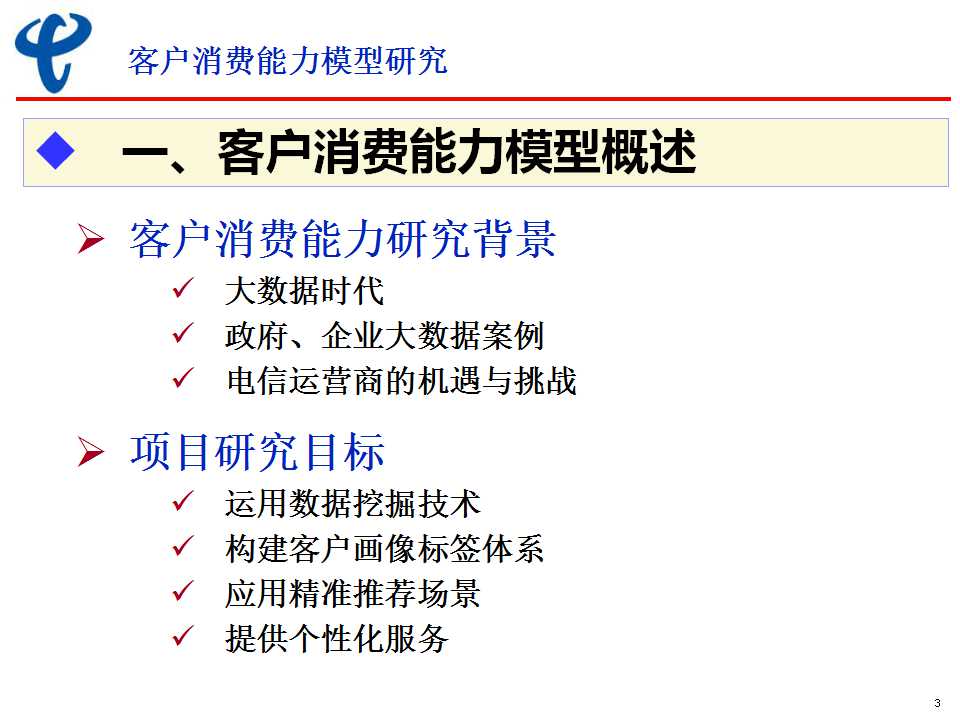 客户消费能力模型研究
一、客户消费能力模型概述
客户消费能力研究背景
大数据时代
政府、企业大数据案例
电信运营商的机遇与挑战
项目研究目标
运用数据挖掘技术
构建客户画像标签体系
应用精准推荐场景
提供个性化服务
3